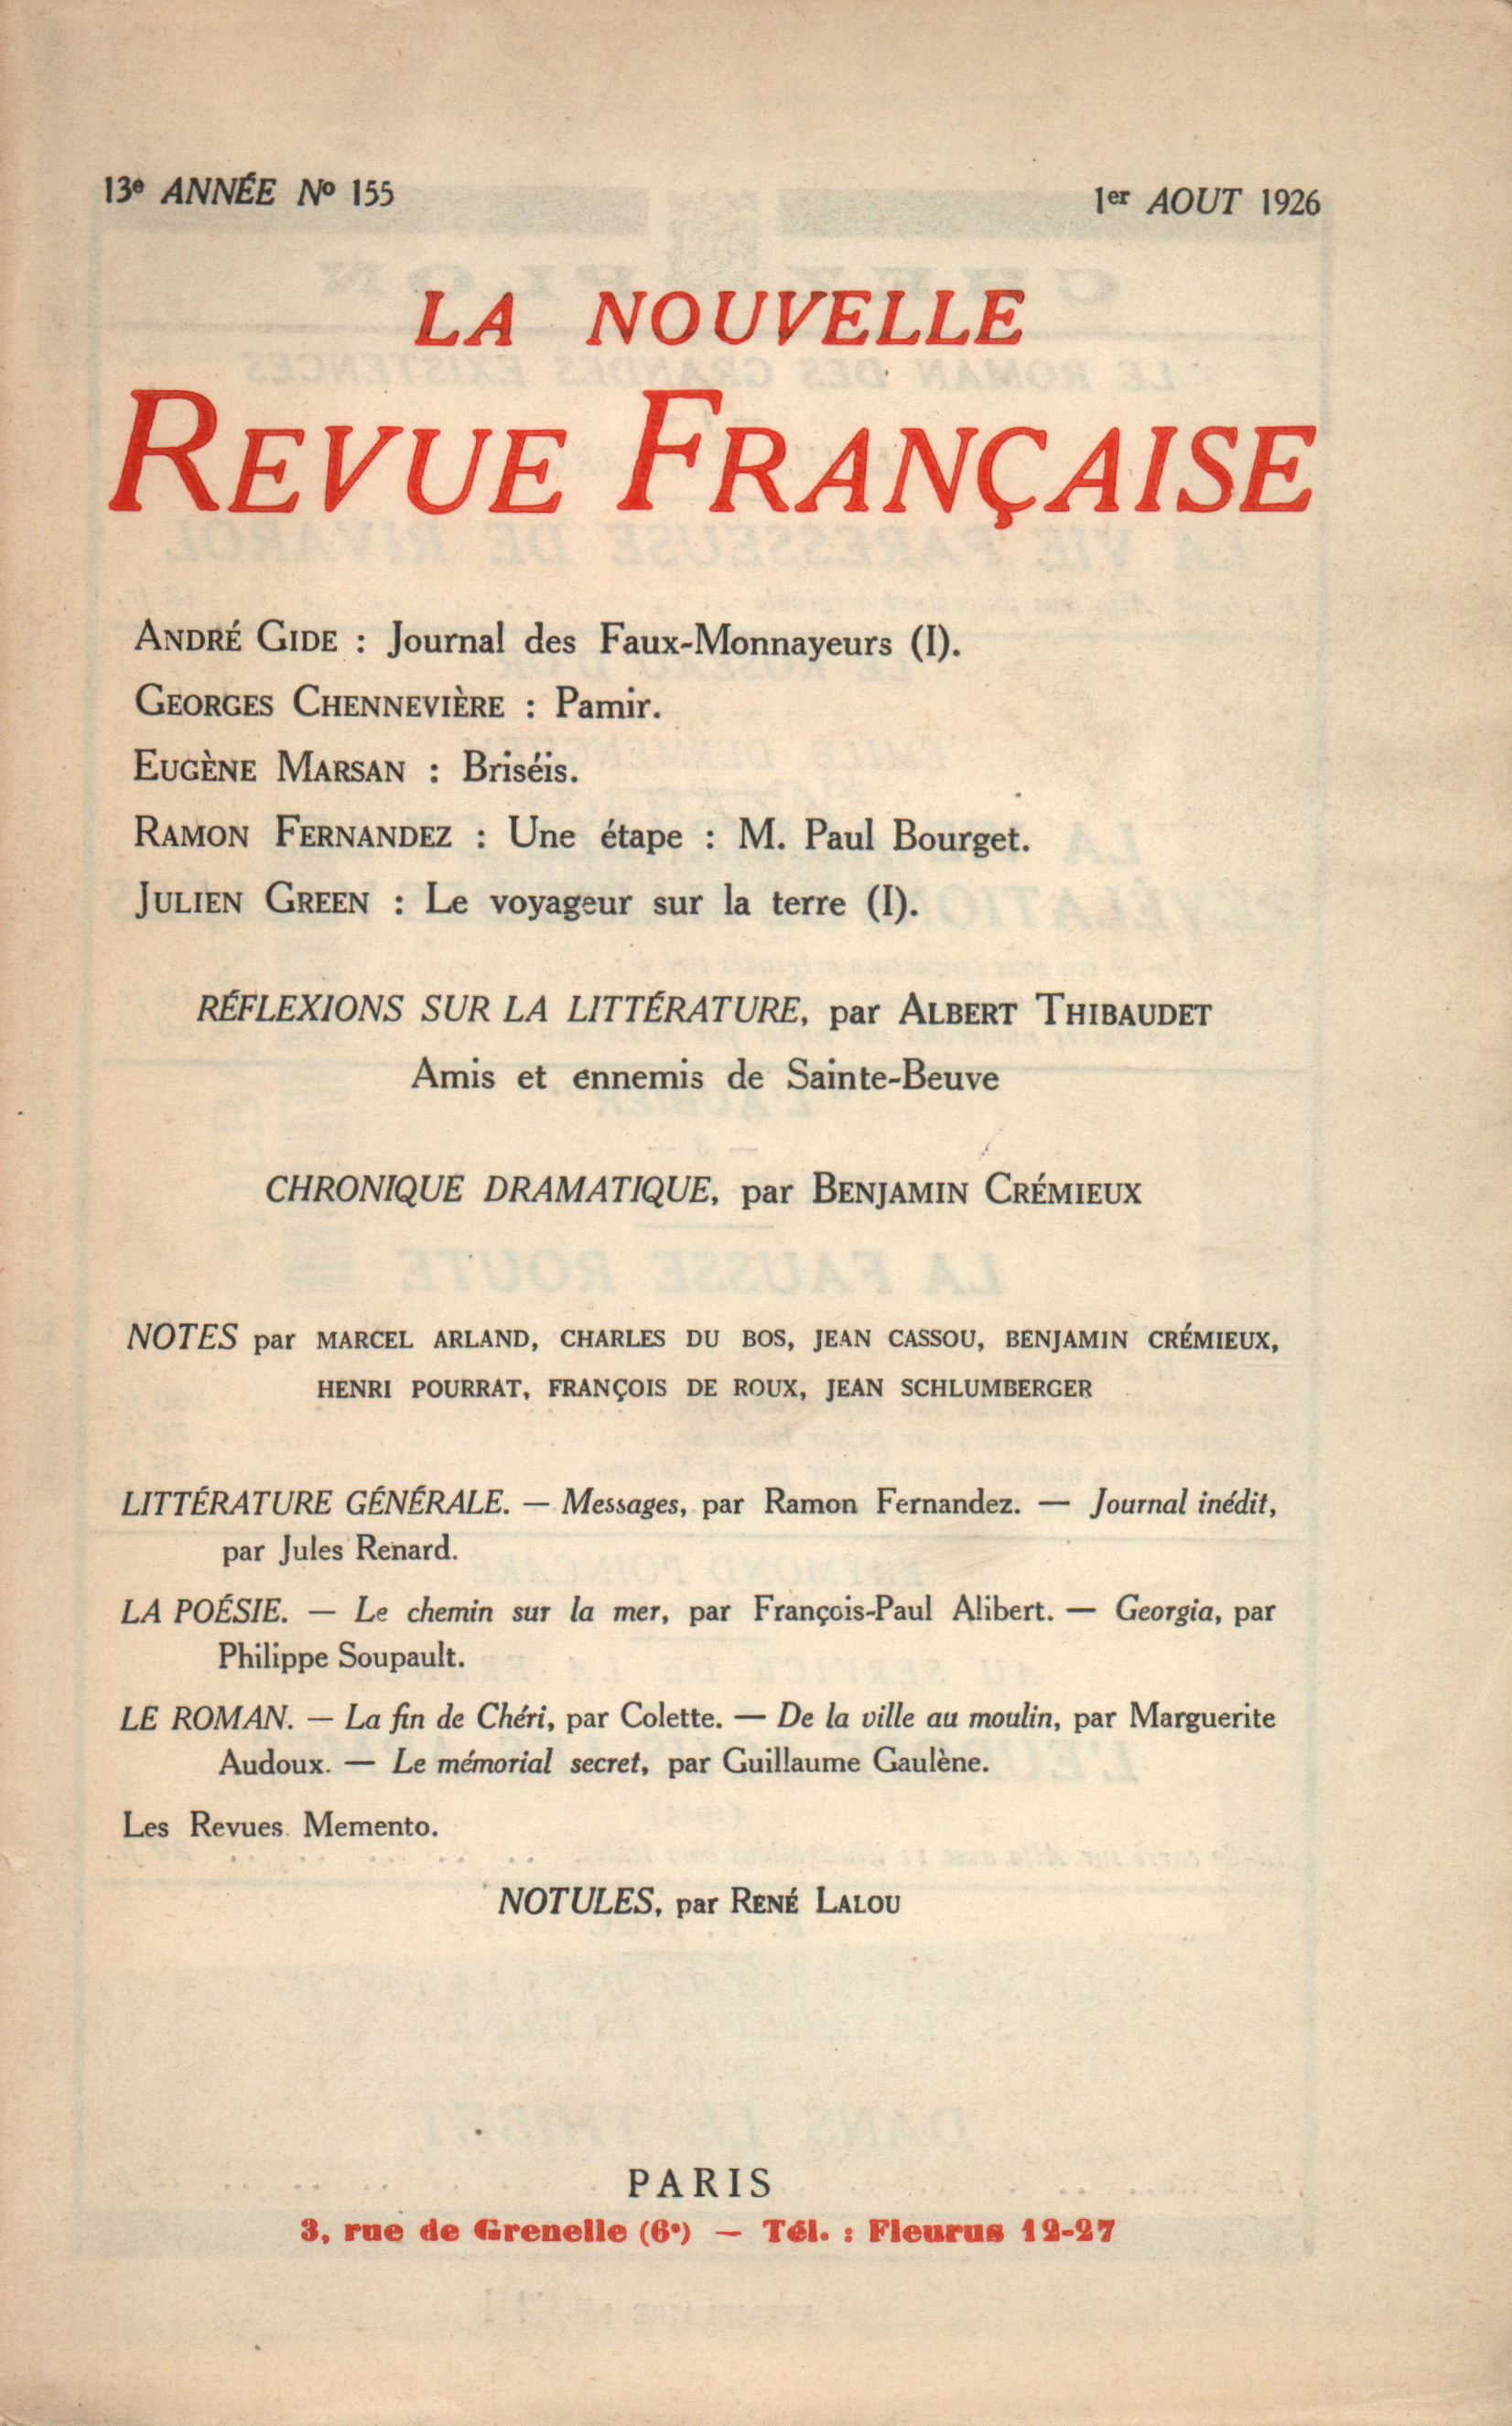 13e ANNÉE No 155
1er AOUT 1926
LA NOUVELLE
REVUE FRANÇAISE
ANDRÉ GIDE : Journal des Faux-Monnayeurs (I).
GEORGES CHENNEVIÈRE : Pamir.
EUGÈNE MARSAN : Briséis.
RAMON FERNANDEZ : Une étape : M. Paul Bourget.
JULIEN GREEN : Le voyageur sur la terre (I).
RÉFLEXIONS SUR LA LITTÉRATURE, par ALBERT THIBAUDET
Amis et ennemis de Sainte-Beuve
CHRONIQUE DRAMATIQUE, par BENJAMIN CRÉMIEUX
NOTES par MARCEL ARLAND, CHARLES DU BOS, JEAN CASSOU, BENJAMIN CRÉMIEUX,
HENRI POURRAT, FRANÇOIS DE ROUX, JEAN SCHLUMBERGER
LITTÉRATURE GÉNÉRALE. — Messages, par Ramon Fernandez. — Journal inédit,
par Jules Renard.
LA POÉSIE. — Le chemin sur la mer, par François-Paul Alibert. — Georgia, par
Philippe Soupault.
LE ROMAN. — La fin de Chéri, par Colette. — De la ville au moulin, par Marguerite
Audoux. — Le mémorial secret, par Guillaume Gaulène.
Les Revues. Memento.
NOTULES, par RENÉ LALOU
PARIS
3, rue de Grenelle (6e) — Tél. : Fleurus 12-27